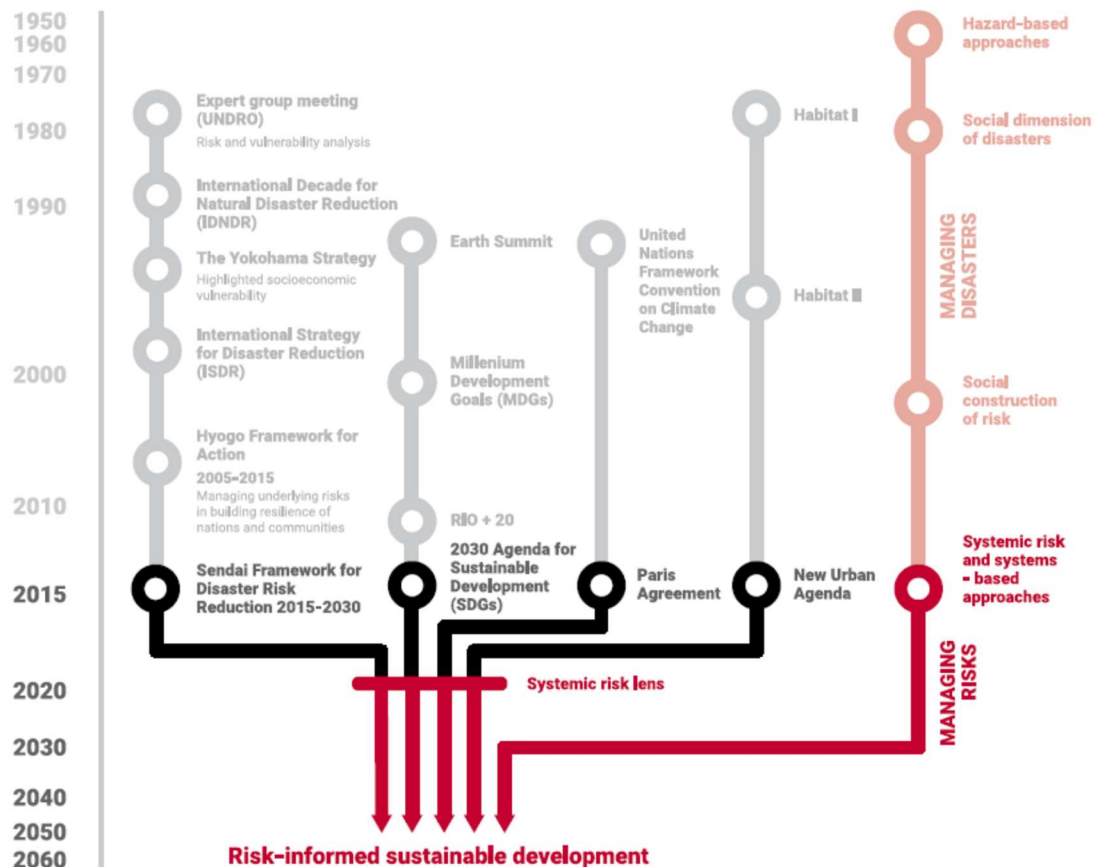 1950
1960
1970
1980
1990
2000
2010
2015
2020
2030
2040
2050
2060
Expert group meeting
(UNDRO)
Risk and vulnerability analysis
International Decade for
Natural Disaster Reduction
(IDNDR)
The Yokohama Strategy
Highlighted socioeconomic
vulnerability
International Strategy
for Disaster Reduction
(ISDR)
Hyogo Framework for
Action
2005–2015
Managing underlying risks
in building resilience of
nations and communities
Sendai Framework for
Disaster Risk
Reduction 2015-2030
Earth Summit
Millenium
Development
Goals (MDGs)
RIO + 20
2030 Agenda for
Sustainable
Development
(SDGs)
United
Nations
Framework
Convention
on Climate
Change
Paris
Agreement
Habitat I
Habitat II
New Urban
Agenda
Hazard-based
approaches
Social dimension
of disasters
MANAGING
DISASTERS
Social
construction
of risk
Systemic risk
and systems
- based
approaches
MANAGING
RISKS
Systemic risk lens
Risk-informed sustainable development